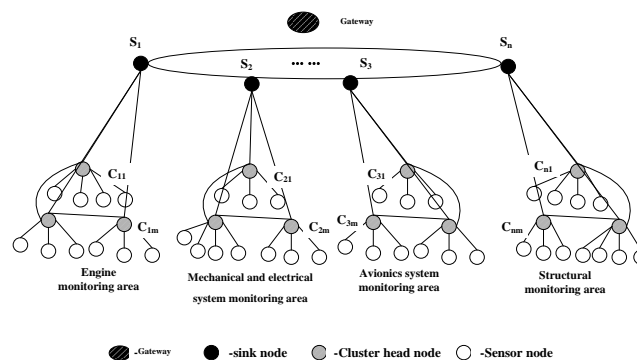 Gateway
S1
S2
... ...
S3
Sn
C11
C21
C31
Cn1
C1m
C2m
C3m
Cnm
Engine
monitoring area
Mechanical and electrical
system monitoring area
Avionics system
monitoring area
Structural
monitoring area
-Gateway
-sink node
-Cluster head node
-Sensor node